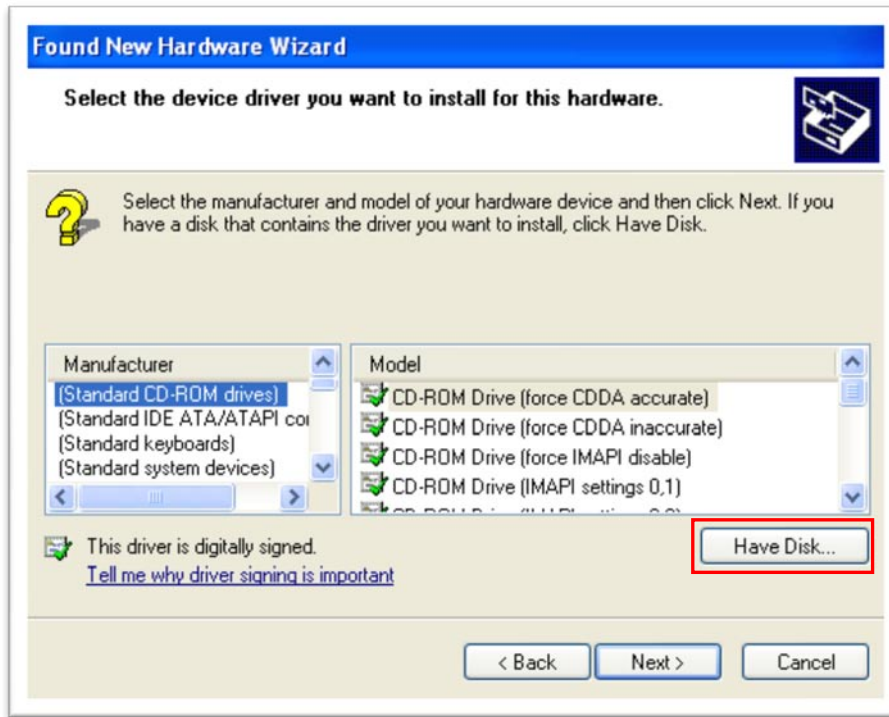 Found New Hardware Wizard
Select the device driver you want to install for this hardware.
Select the manufacturer and model of your hardware device and then click Next. If you
have a disk that contains the driver you want to install, click Have Disk.
Manufacturer
(Standard CD-ROM drives)
(Standard IDE ATA/ATAPI
(Standard keyboards)
(Standard system devices)
Model
CD-ROM Drive (force CDDA accurate)
CD-ROM Drive (force CDDA inaccurate)
CD-ROM Drive (force IMAPI disable)
CD-ROM Drive (IMAPI settings 0,1)
This driver is digitally signed.
Tell me why driver signing is important
Have Disk...
< Back
Next >
Cancel